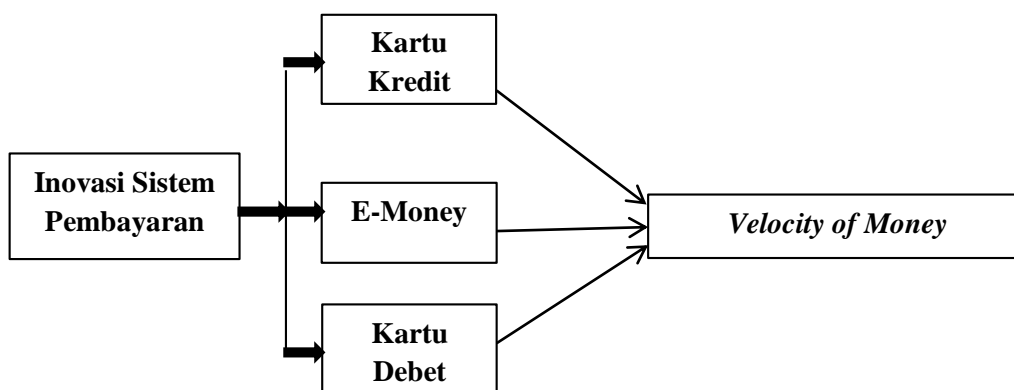 Kartu
Kredit
Inovasi Sistem
Pembayaran
E-Money
Velocity of Money
Kartu
Debet